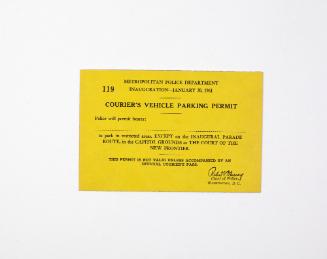 METROPOLITAN POLICE DEPARTMENT
119
INAUGURATION—JANUARY 20, 1961
COURIER'S VEHICLE PARKING PERMIT
Police will permit bearer:
to park in restricted areas, EXCEPT on the INAUGURAL PARADE
ROUTE, in the CAPITOL GROUNDS or THE COURT OF THE
NEW FRONTIER.
THIS PERMIT IS NOT VALID UNLESS ACCOMPANIED BY AN
OFFICIAL COURIER'S PASS.
Chief of Police
WASHINGTON, D.C.